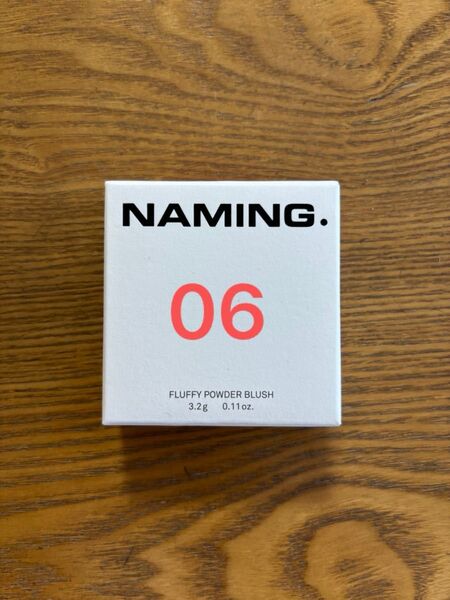 NAMING.
06
FLUFFY POWDER BLUSH
3.2g 0.11oz.